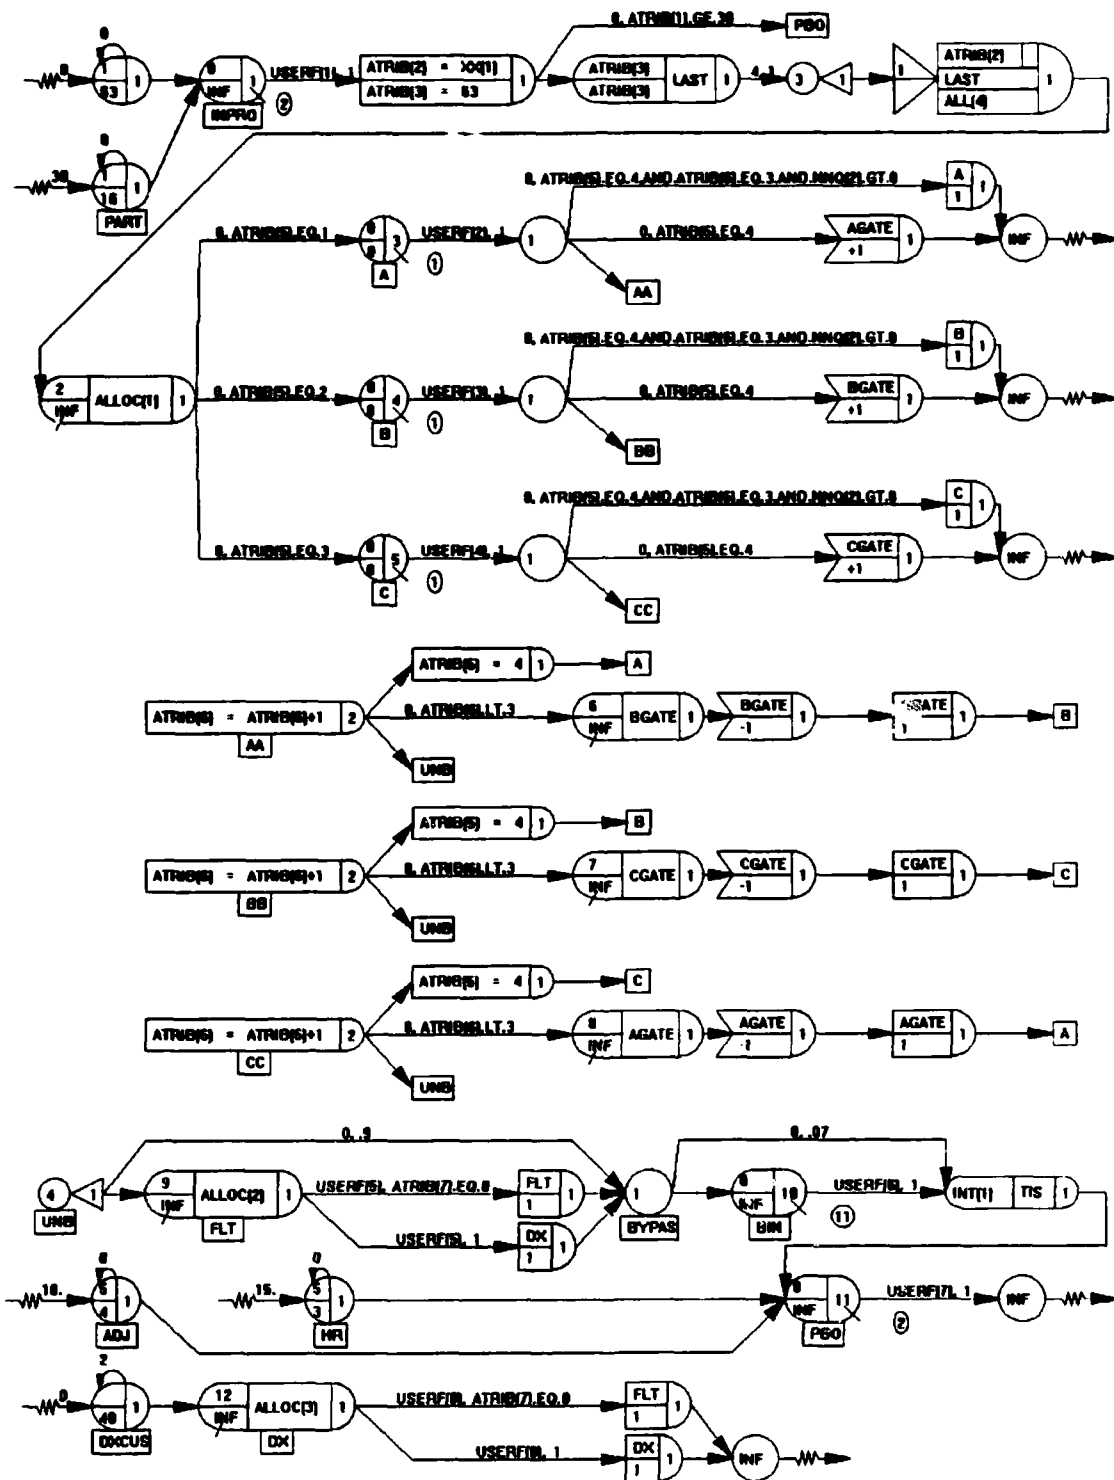 0
0
1
63
1
0
INF
1
INPRO
2
USERF(1), 1
ATRIB(2) = XX(1)
ATRIB(3) = 63
1
0, ATRIB(1).GE.30
PBO
ATRIB(3)
ATRIB(3)
LAST
1
4, 1
3
1
1
ATRIB(2)
LAST
ALL(4)
1
30
0
1
16
1
PART
2
INF
ALLOC(1)
1
0, ATRIB(5).EQ.1
0
0
3
A
1
USERF(2), 1
1
0, ATRIB(5).EQ.4.AND.ATRIB(6).EQ.3.AND.NNQ(2).GT.0
A
1
1
0, ATRIB(5).EQ.4
AGATE
+1
1
INF
AA
0, ATRIB(5).EQ.2
0
0
4
B
1
USERF(3), 1
1
0, ATRIB(5).EQ.4.AND.ATRIB(6).EQ.3.AND.NNQ(2).GT.0
B
1
1
0, ATRIB(5).EQ.4
BGATE
+1
1
INF
BB
0, ATRIB(5).EQ.3
0
0
5
C
1
USERF(4), 1
1
0, ATRIB(5).EQ.4.AND.ATRIB(6).EQ.3.AND.NNQ(2).GT.0
C
1
1
0, ATRIB(5).EQ.4
CGATE
+1
1
INF
CC
ATRIB(6) = ATRIB(6)+1
2
AA
ATRIB(5) = 4
1
A
0, ATRIB(6).LT.3
6
INF
BGATE
1
BGATE
-1
1
1
1
B
UNB
ATRIB(6) = ATRIB(6)+1
2
BB
ATRIB(5) = 4
1
B
0, ATRIB(6).LT.3
7
INF
CGATE
1
CGATE
-1
1
CGATE
1
1
C
UNB
ATRIB(6) = ATRIB(6)+1
2
CC
ATRIB(5) = 4
1
C
0, ATRIB(6).LT.3
8
INF
AGATE
1
AGATE
-1
1
AGATE
1
1
A
UNB
0, .9
4
1
UNB
9
INF
ALLOC(2)
1
FLT
USERF(5), ATRIB(7).EQ.0
FLT
1
1
USERF(5), 1
DX
1
1
1
BYPAS
0, .07
0
INF
10
BIN
11
USERF(6), 1
INT(1)
TIS
1
10.
0
5
4
1
ADJ
15.
0
5
3
1
HR
0
INF
11
PBO
2
USERF(7), 1
INF
0
2
1
40
1
DXCUS
12
INF
ALLOC(3)
1
DX
USERF(8), ATRIB(7).EQ.0
FLT
1
1
USERF(8), 1
DX
1
1
INF